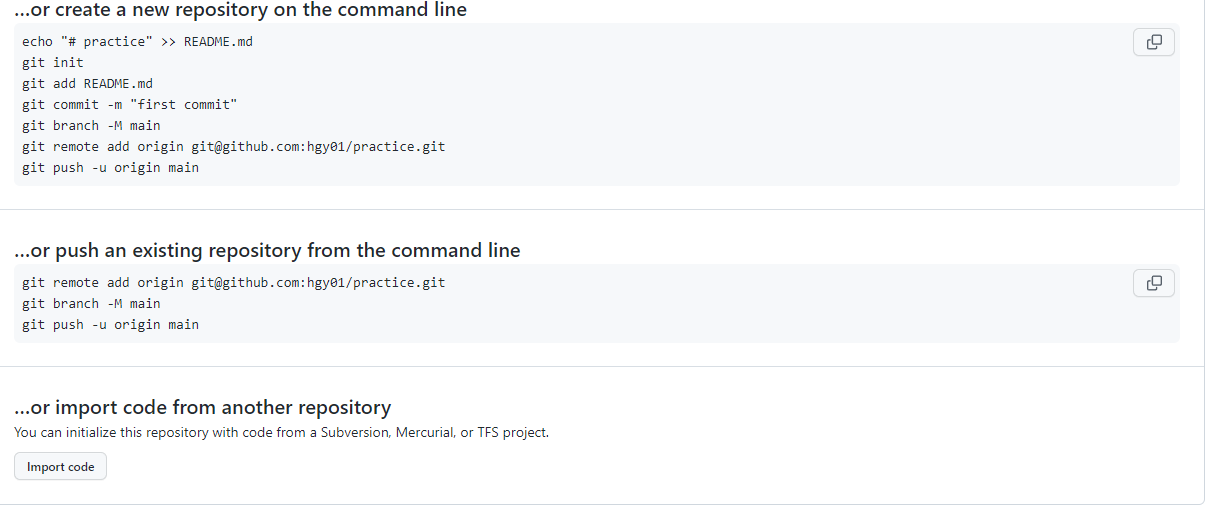 ...or create a new repository on the command line
echo "# practice" >> README.md
git init
git add README.md
git commit -m "first commit"
git branch -M main
git remote add origin git@github.com:hgy01/practice.git
git push -u origin main
...or push an existing repository from the command line
git remote add origin git@github.com:hgy01/practice.git
git branch -M main
git push -u origin main
...or import code from another repository
You can initialize this repository with code from a Subversion, Mercurial, or TFS project.
Import code